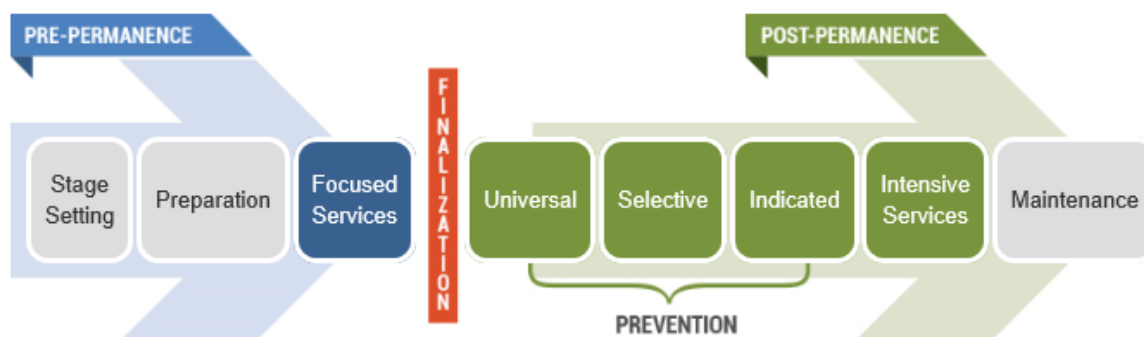 PRE-PERMANENCE
POST-PERMANENCE
Stage
Setting
Preparation
Focused
Services
FINALIZATION
Universal
Selective
Indicated
Intensive
Services
Maintenance
PREVENTION